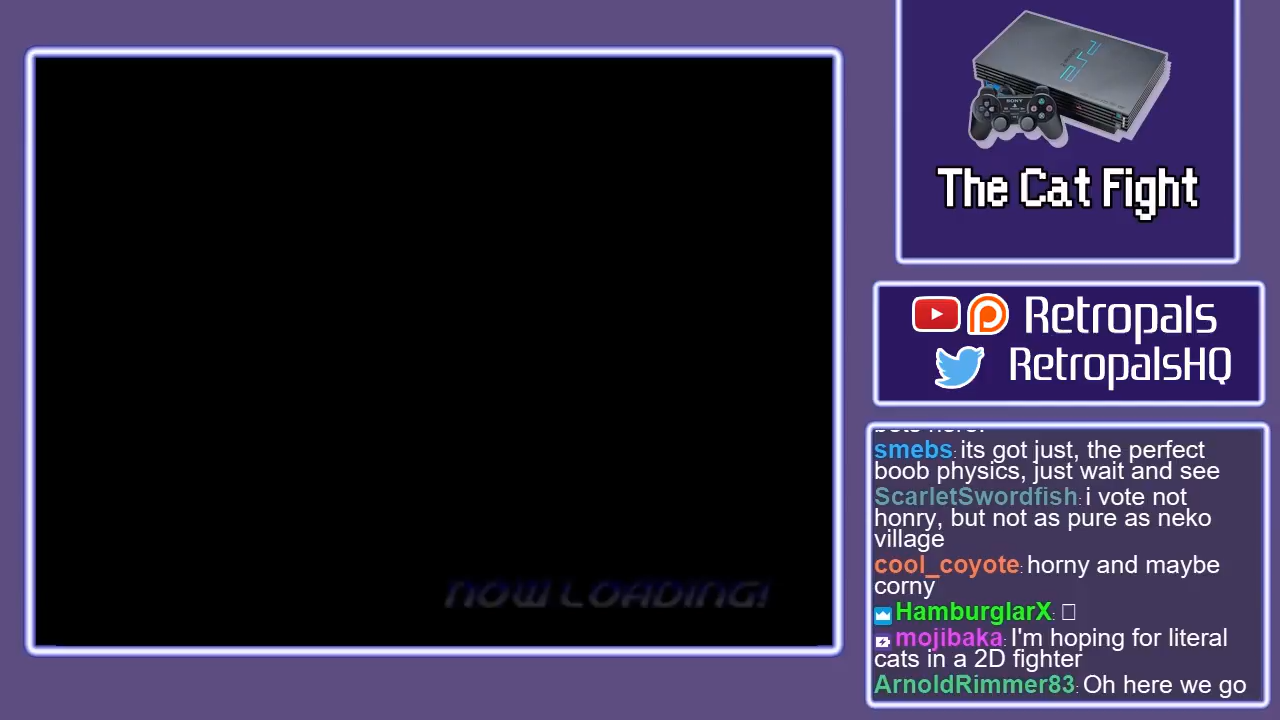 The Cat Fight
Retropals
RetropalsHQ
smebs: its got just, the perfect
boob physics, just wait and see
ScarletSwordfish: i vote not
honry, but not as pure as neko
village
cool_coyote: horny and maybe
corny
HamburglarX:
mojibaka: I'm hoping for literal
cats in a 2D fighter
ArnoldRimmer83: Oh here we go
NOW LOADING!
SONY